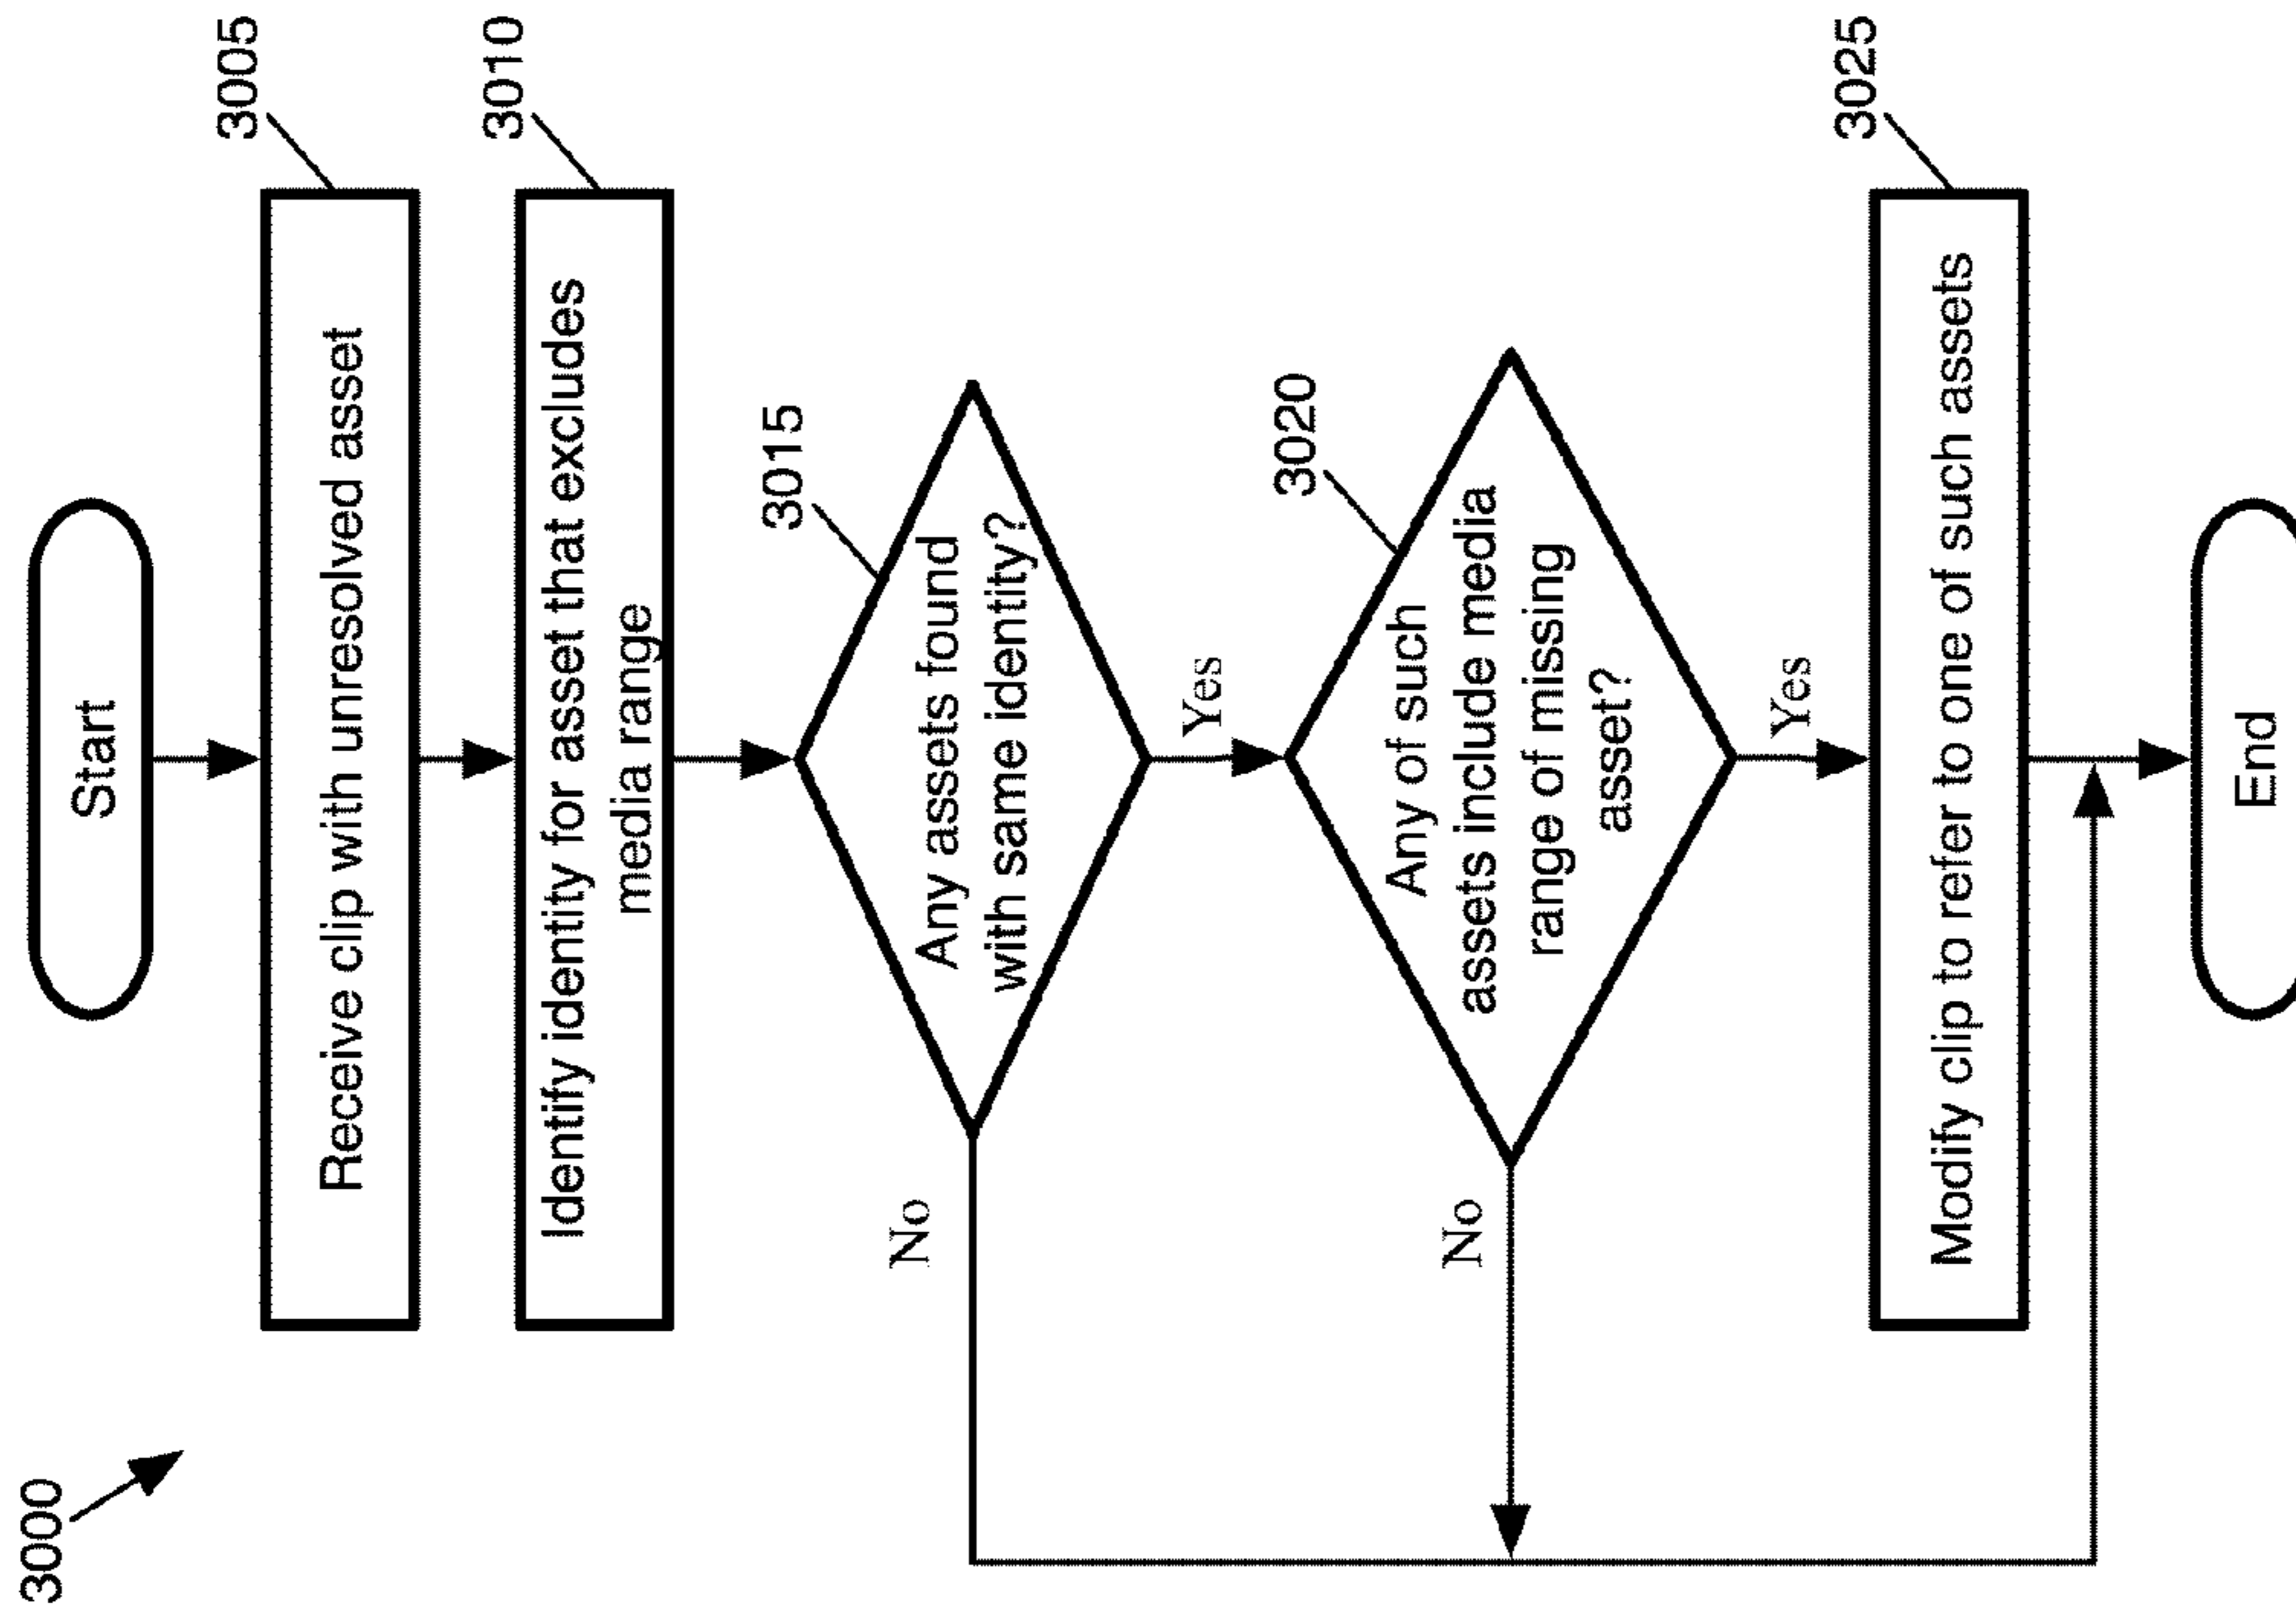 3000
Start
3005
Receive clip with unresolved asset
3010
Identify identity for asset that excludes
media range
3015
Any assets found
with same identity?
No
Yes
3020
Any of such
assets include media
range of missing
asset?
No
Yes
3025
Modify clip to refer to one of such assets
End